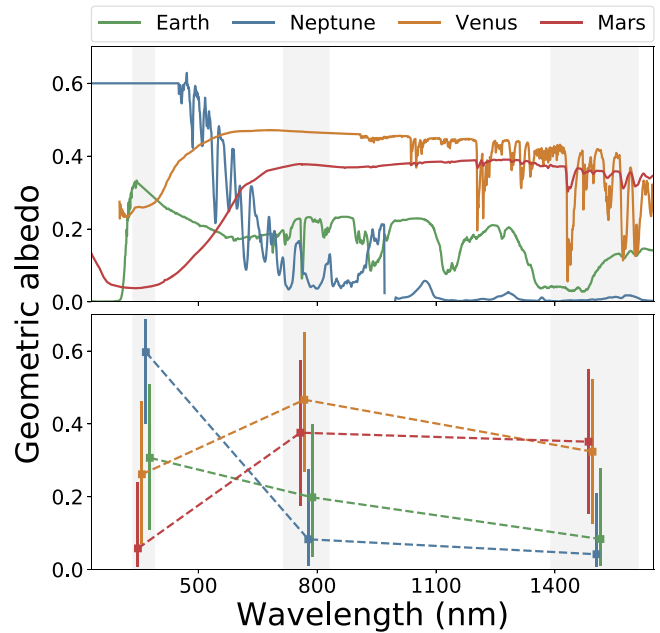 Earth Neptune Venus Mars
0.6
0.4
0.2
0.0
0.6
0.4
0.2
0.0
Geometric albedo
500 800 1100 1400
Wavelength (nm)